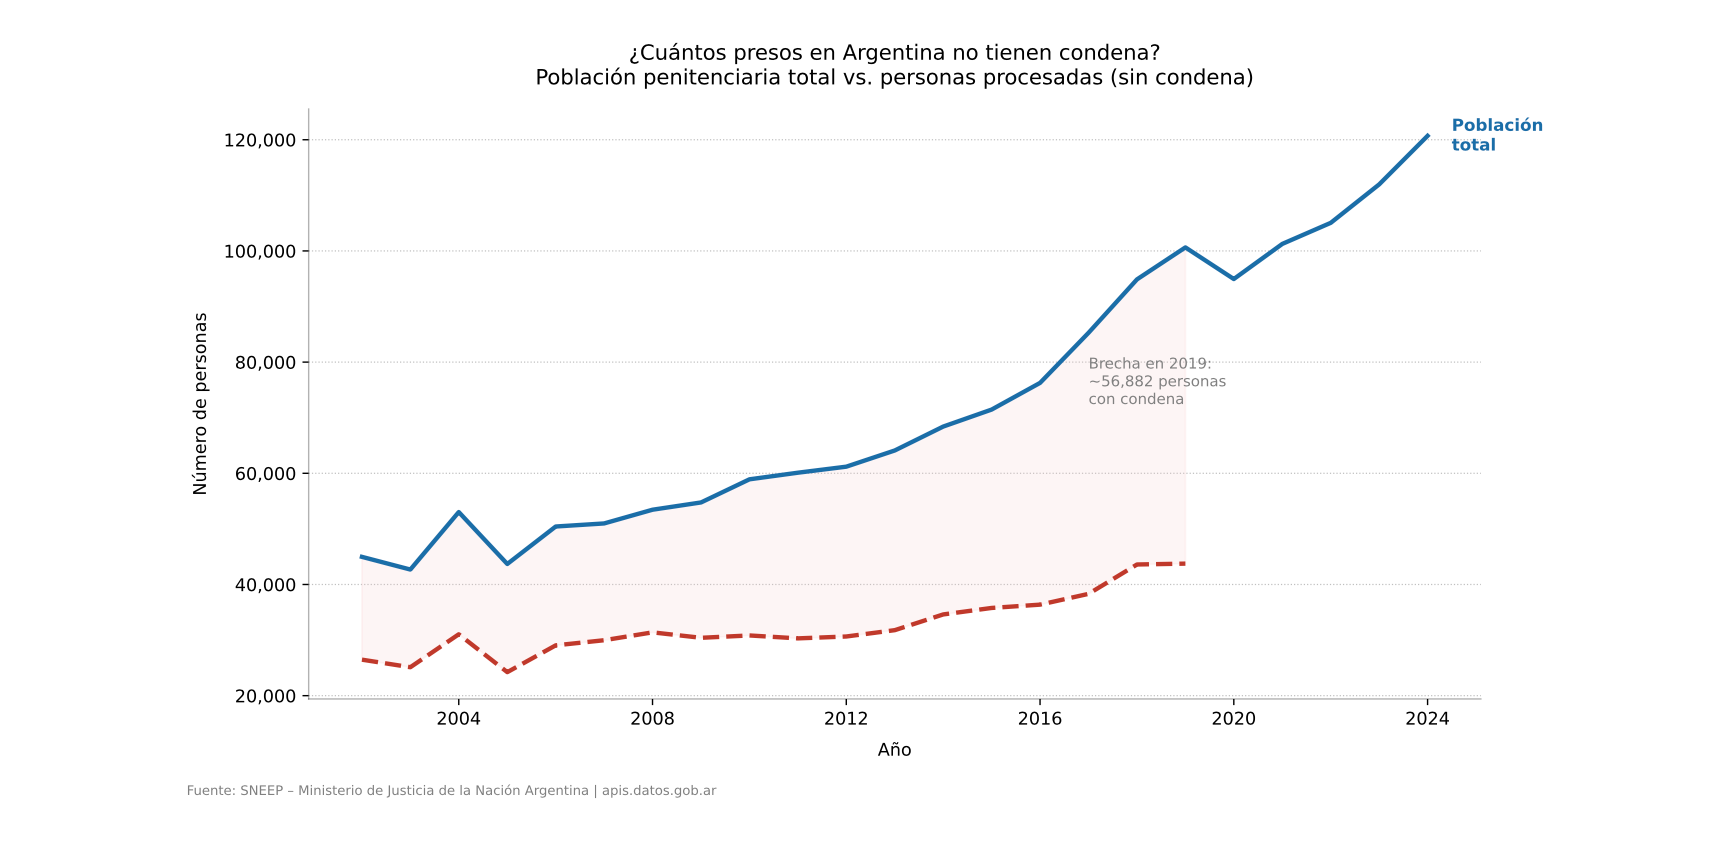 ¿Cuántos presos en Argentina no tienen condena?
Población penitenciaria total vs. personas procesadas (sin condena)
Población
total
120,000
100,000
80,000
60,000
40,000
20,000
Número de personas
Brecha en 2019:
~56,882 personas
con condena
2004 2008 2012 2016 2020 2024
Año
Fuente: SNEEP – Ministerio de Justicia de la Nación Argentina | apis.datos.gob.ar